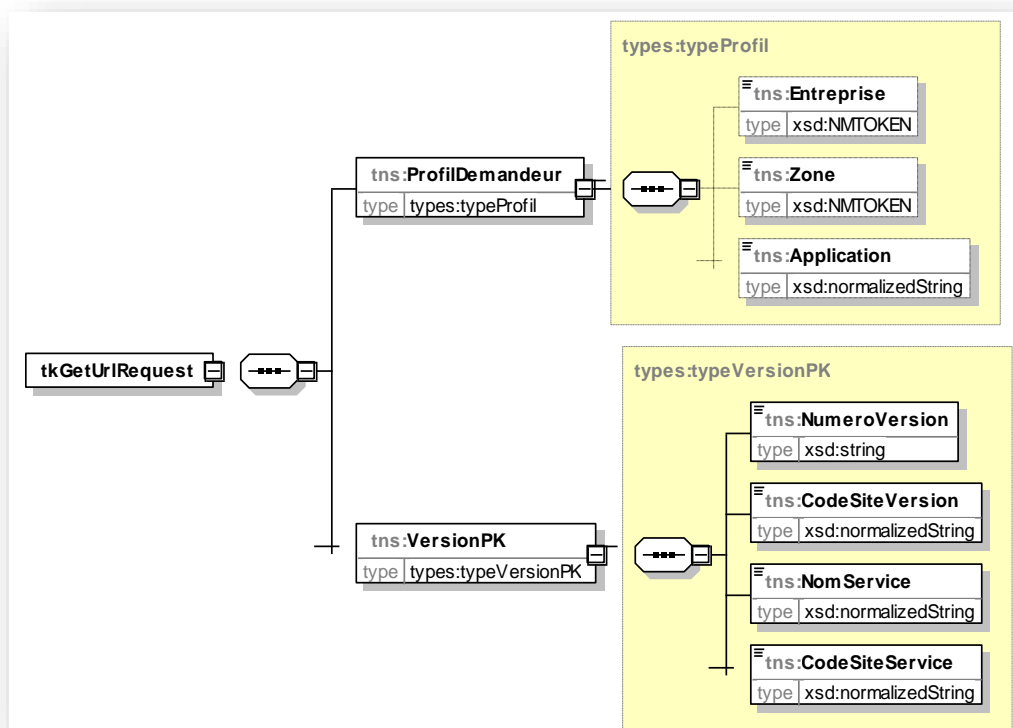 types:typeProfil
tns:Entreprise
type xsd:NMTOKEN
tns:ProfilDemandeur
type types:typeProfil
tns:Zone
type xsd:NMTOKEN
tns:Application
type xsd:normalizedString
tkGetUrlRequest
types:typeVersionPK
tns:NumeroVersion
type xsd:string
tns:CodeSiteVersion
type xsd:normalizedString
tns:VersionPK
type types:typeVersionPK
tns:NomService
type xsd:normalizedString
tns:CodeSiteService
type xsd:normalizedString